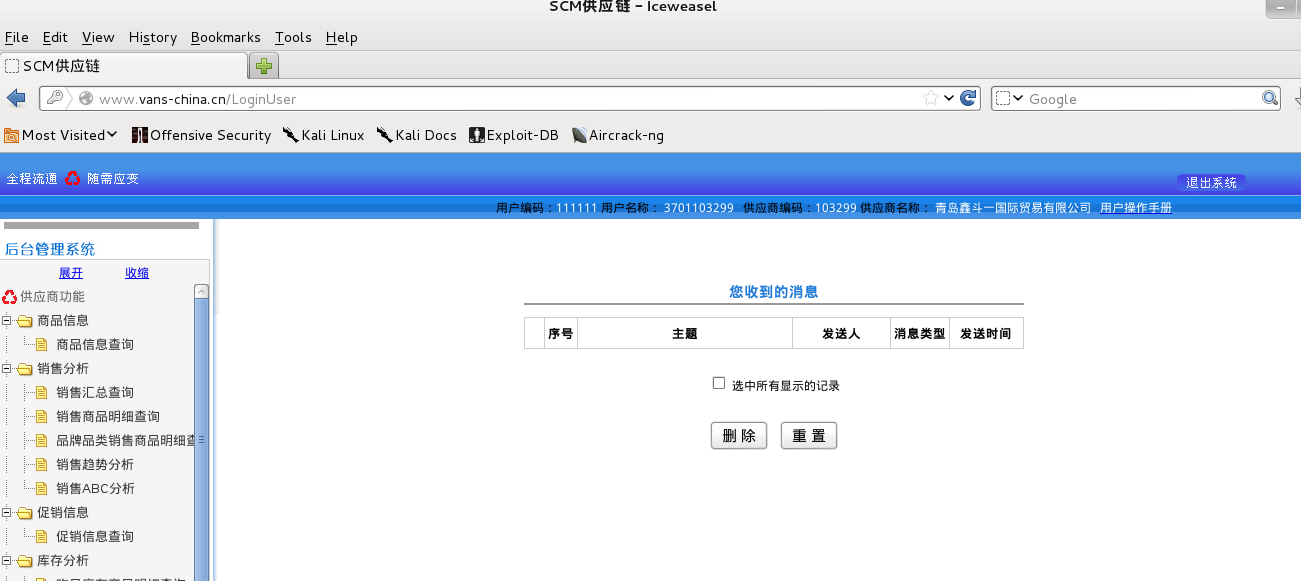 SCM供应链 - Iceweasel
File Edit View History Bookmarks Tools Help
SCM供应链
www.vans-china.cn/LoginUser Google
Most Visited Offensive Security Kali Linux Kali Docs Exploit-DB Aircrack-ng
全程流通 随需应变 退出系统
用户编码：111111 用户名称： 3701103299 供应商编码：103299 供应商名称： 青岛鑫斗一国际贸易有限公司 用户操作手册
后台管理系统
展开 收缩
供应商功能
商品信息
商品信息查询
销售分析
销售汇总查询
销售商品明细查询
品牌品类销售商品明细查
销售趋势分析
销售ABC分析
促销信息
促销信息查询
库存分析
您收到的消息
序号 主题 发送人 消息类型 发送时间
选中所有显示的记录
删 除 重 置